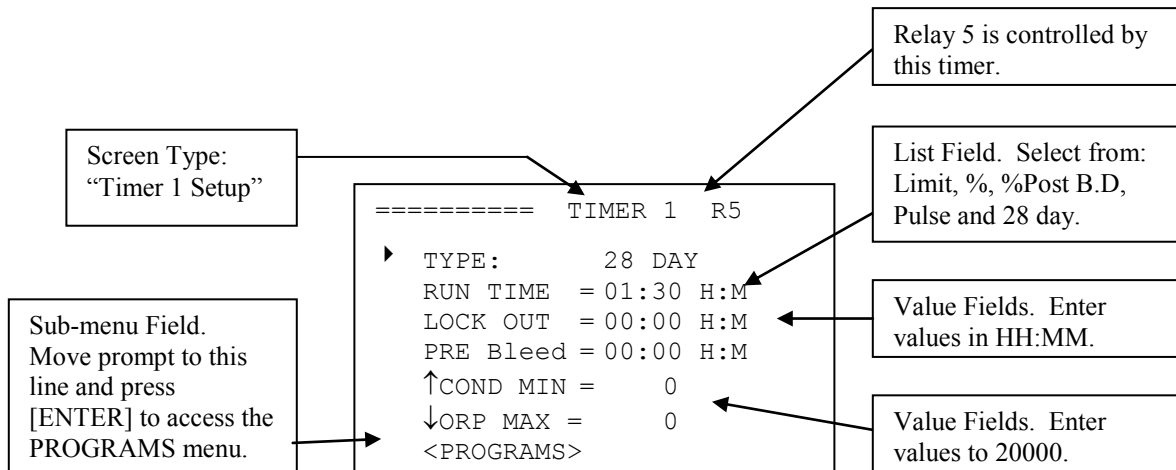 Relay 5 is controlled by
this timer.
Screen Type:
“Timer 1 Setup”
List Field. Select from:
Limit, %, %Post B.D,
Pulse and 28 day.
========== TIMER 1 R5
TYPE: 28 DAY
RUN TIME = 01:30 H:M
LOCK OUT = 00:00 H:M
PRE Bleed = 00:00 H:M
↑COND MIN = 0
↓ORP MAX = 0
<PROGRAMS>
Sub-menu Field.
Move prompt to this
line and press
[ENTER] to access the
PROGRAMS menu.
Value Fields. Enter
values in HH:MM.
Value Fields. Enter
values to 20000.